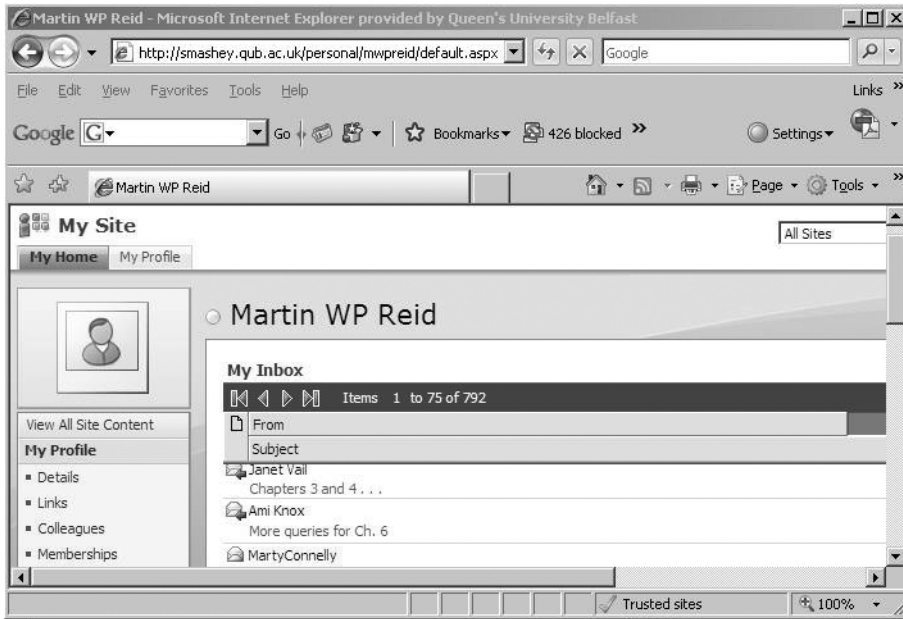 Martin WP Reid - Microsoft Internet Explorer provided by Queen's University Belfast
http://smashey.qub.ac.uk/personal/mwpreid/default.aspx Google
File Edit View Favorites Tools Help Links »
Google G Go Bookmarks 426 blocked » Settings
Martin WP Reid Page Tools »
My Site
All Sites
My Home My Profile
Martin WP Reid
My Inbox
Items 1 to 75 of 792
View All Site Content From
My Profile Subject
Details Janet Vail
Chapters 3 and 4 . . .
Links Ami Knox
Colleagues More queries for Ch. 6
Memberships MartyConnelly
Trusted sites 100%